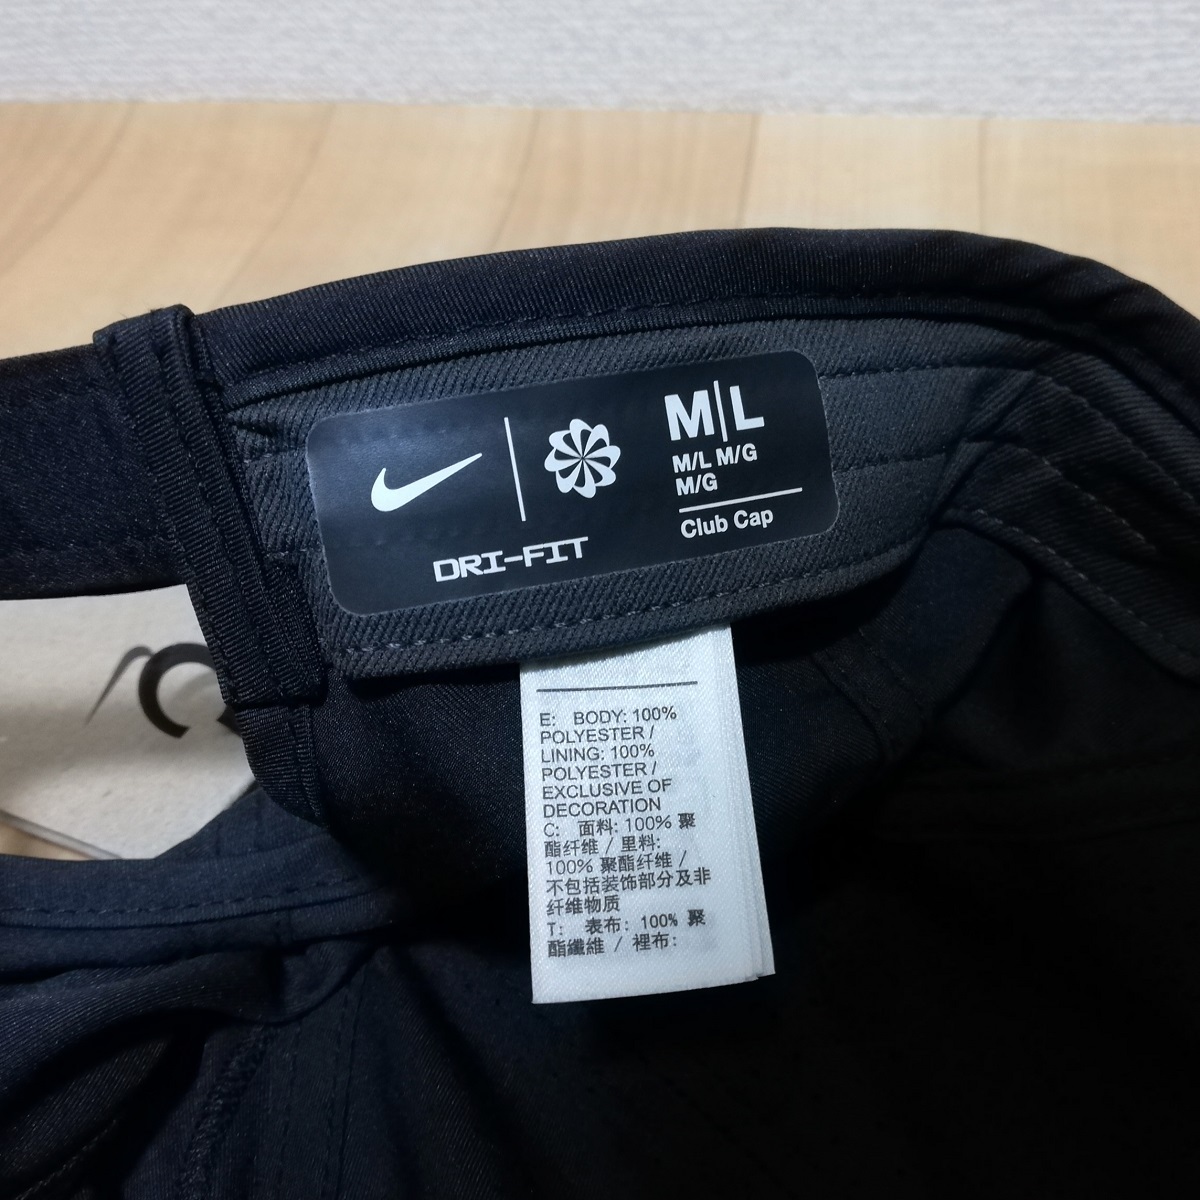 M|L
M/L M/G
M/G
Club Cap
DRI-FIT
E: BODY: 100%
POLYESTER /
LINING: 100%
POLYESTER /
EXCLUSIVE OF
DECORATION
C: 面料: 100% 聚
酯纤维 / 里料:
100% 聚酯纤维 /
不包括装饰部分及非
纤维物质
T: 表布: 100% 聚
酯纖維 / 裡布: